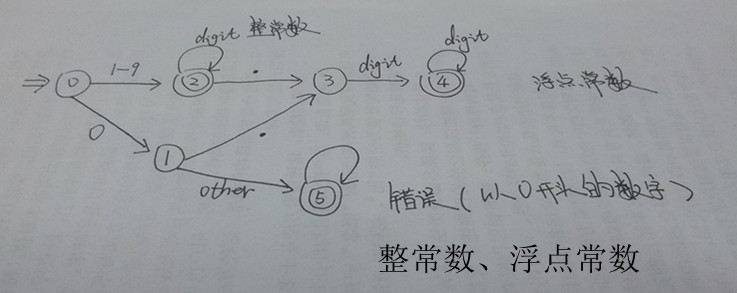 0
1-9
0
②
digit
整常数
①
.
.
other
3
digit
④
digit
⑤
浮点常数
错误(以0开头的数字)
整常数、浮点常数